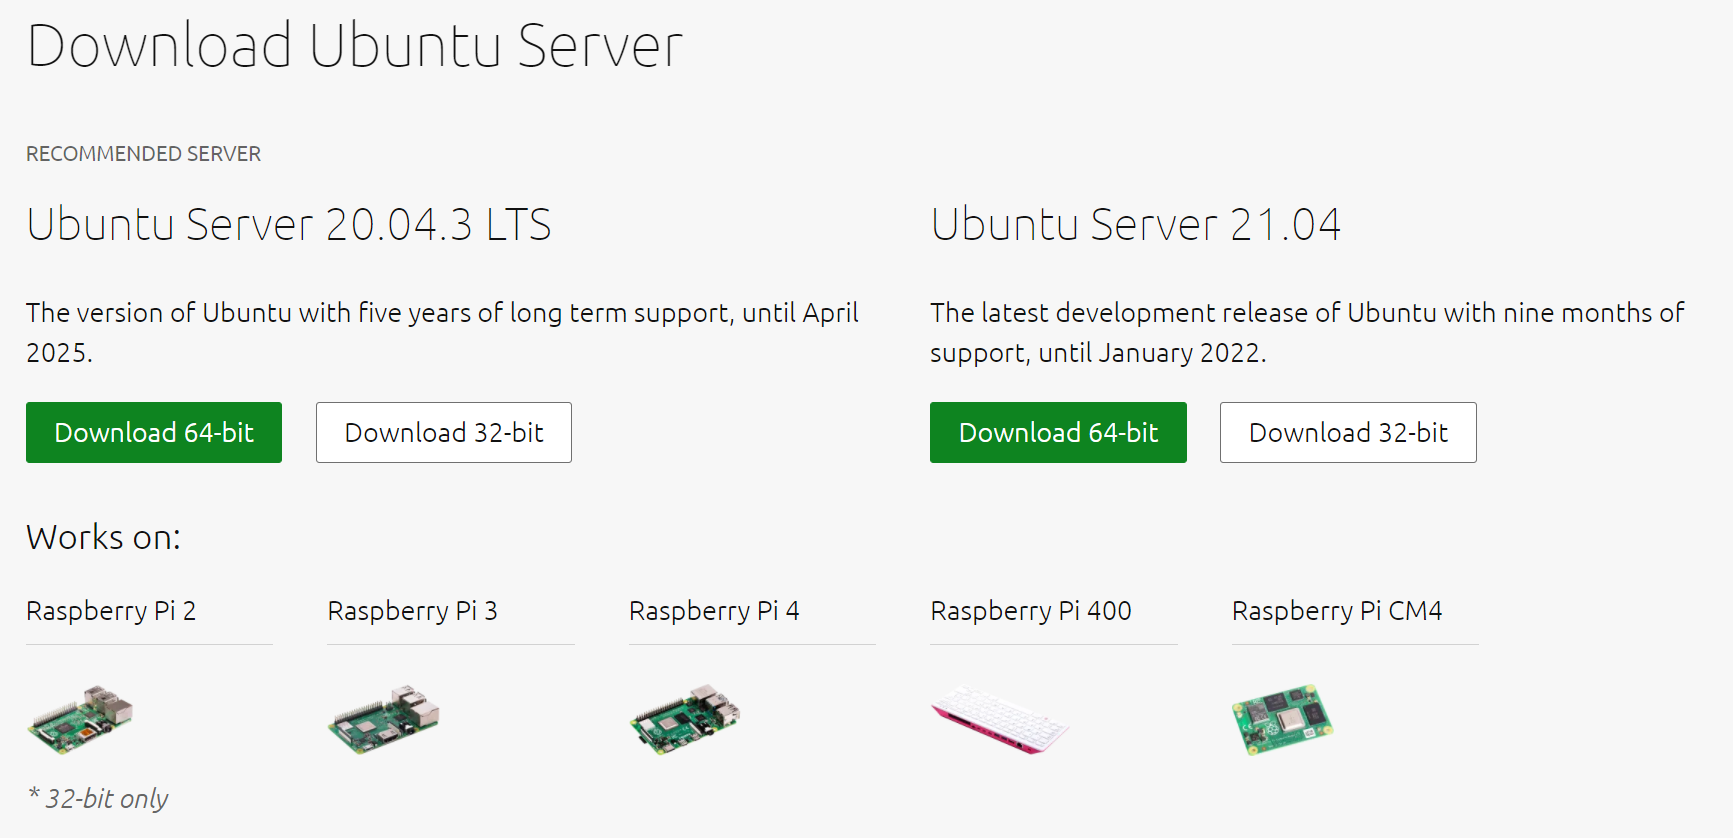 Download Ubuntu Server
RECOMMENDED SERVER
Ubuntu Server 20.04.3 LTS
The version of Ubuntu with five years of long term support, until April
2025.
Download 64-bit
Download 32-bit
Ubuntu Server 21.04
The latest development release of Ubuntu with nine months of
support, until January 2022.
Download 64-bit
Download 32-bit
Works on:
Raspberry Pi 2
Raspberry Pi 3
Raspberry Pi 4
Raspberry Pi 400
Raspberry Pi CM4
* 32-bit only